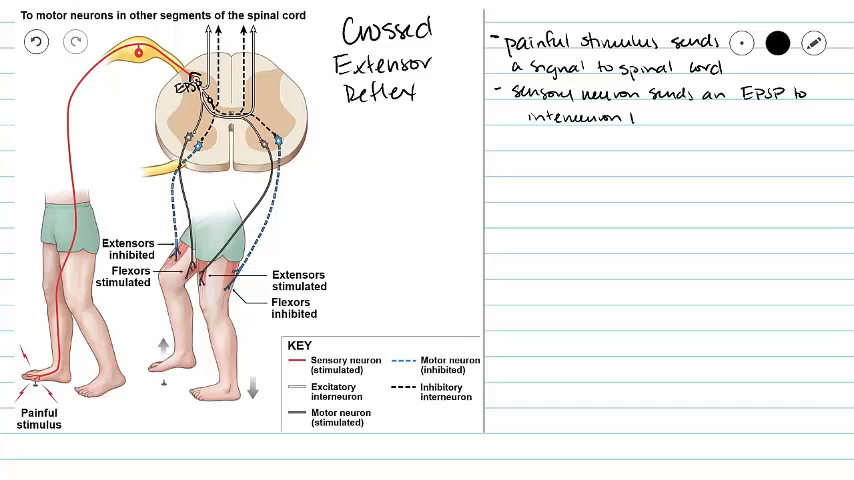 To motor neurons in other segments of the spinal cord
Crossed
Extensor
Reflex
EPSP
Extensors
inhibited
Flexors
stimulated
Extensors
stimulated
Flexors
inhibited
Painful
stimulus
KEY
Sensory neuron
(stimulated)
Excitatory
interneuron
Motor neuron
(stimulated)
Motor neuron
(inhibited)
Inhibitory
interneuron
- painful stimulus sends
a signal to spinal cord
- sensory neuron sends an EPSP to
interneuron |